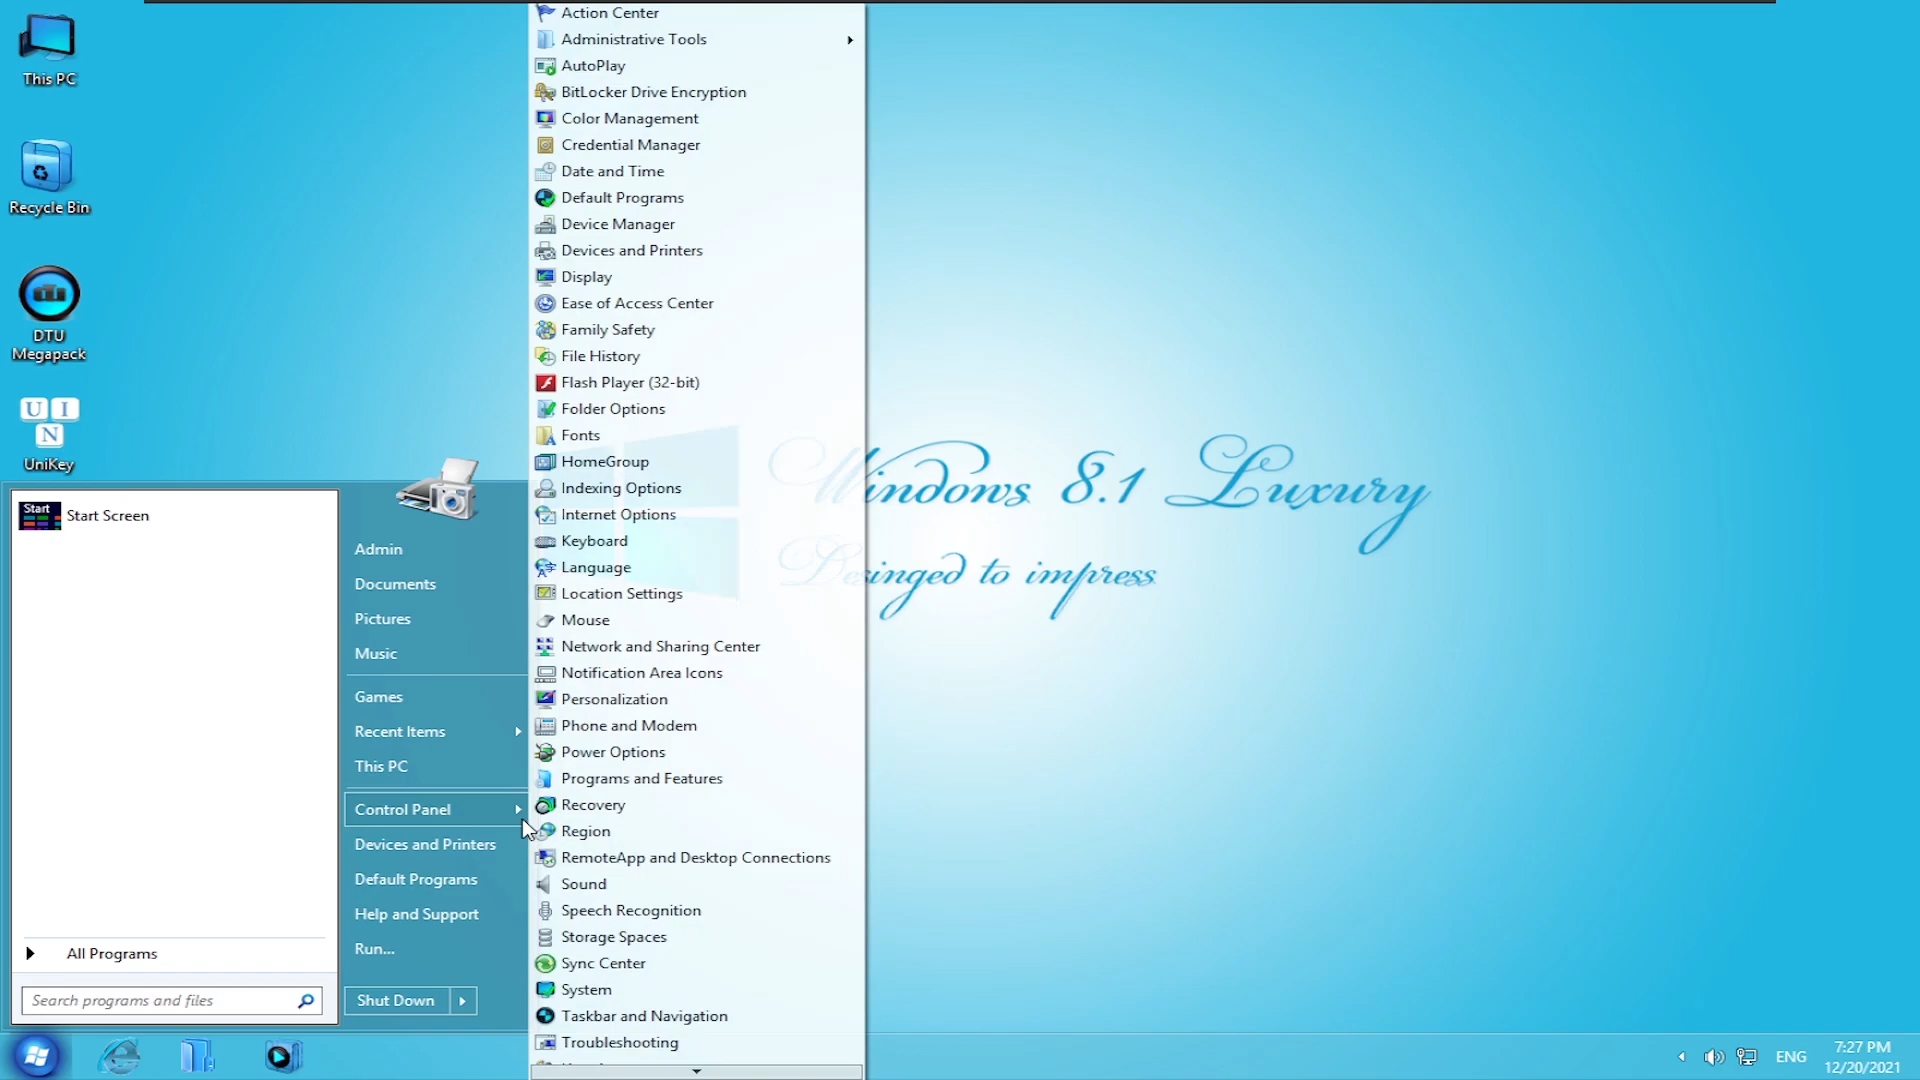 This PC
Recycle Bin
DTU
Megapack
U I
N
UniKey
Start
Start Screen
All Programs
Search programs and files
Admin
Documents
Pictures
Music
Games
Recent Items
This PC
Control Panel
Devices and Printers
Default Programs
Help and Support
Run...
Shut Down
Action Center
Administrative Tools
AutoPlay
BitLocker Drive Encryption
Color Management
Credential Manager
Date and Time
Default Programs
Device Manager
Devices and Printers
Display
Ease of Access Center
Family Safety
File History
Flash Player (32-bit)
Folder Options
Fonts
HomeGroup
Indexing Options
Internet Options
Keyboard
Language
Location Settings
Mouse
Network and Sharing Center
Notification Area Icons
Personalization
Phone and Modem
Power Options
Programs and Features
Recovery
Region
RemoteApp and Desktop Connections
Sound
Speech Recognition
Storage Spaces
Sync Center
System
Taskbar and Navigation
Troubleshooting
Windows 8.1 Luxury
Desinged to impress
ENG
7:27 PM
12/20/2021